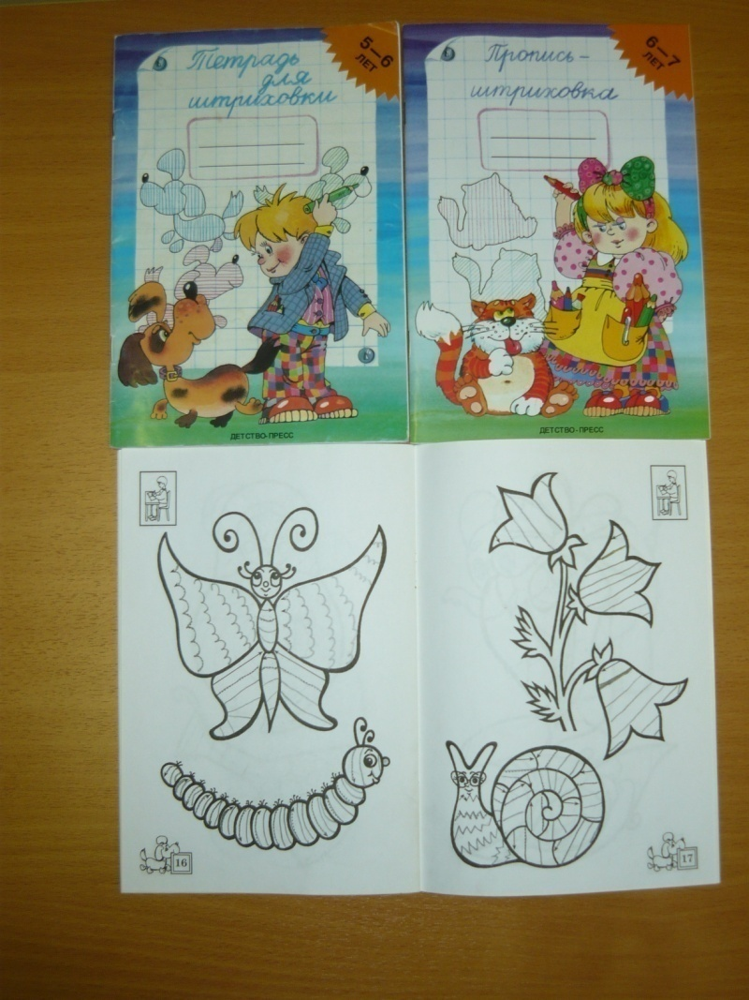 Тетрадь
для
штриховки
5—6
ЛЕТ
ДЕТСТВО-ПРЕСС
Пропись-
штриховка
6—7
ЛЕТ
ДЕТСТВО-ПРЕСС
16
17